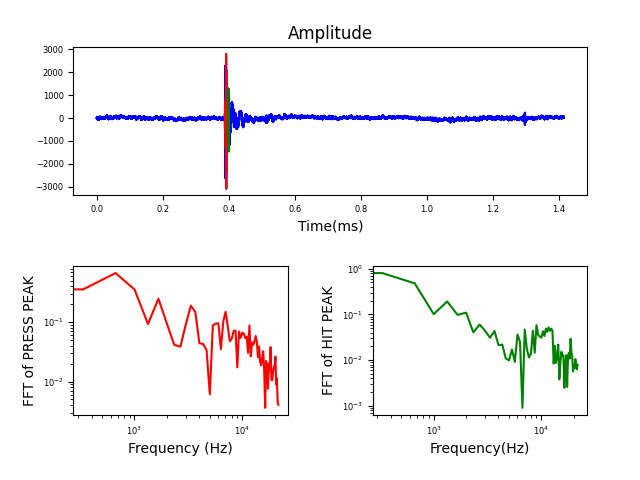 Amplitude
3000
2000
1000
0
−1000
−2000
−3000
0.0 0.2 0.4 0.6 0.8 1.0 1.2 1.4
Time(ms)
FFT of PRESS PEAK
10⁻¹
10⁻²
10³ 10⁴
Frequency (Hz)
FFT of HIT PEAK
10⁰
10⁻¹
10⁻²
10⁻³
10³ 10⁴
Frequency(Hz)